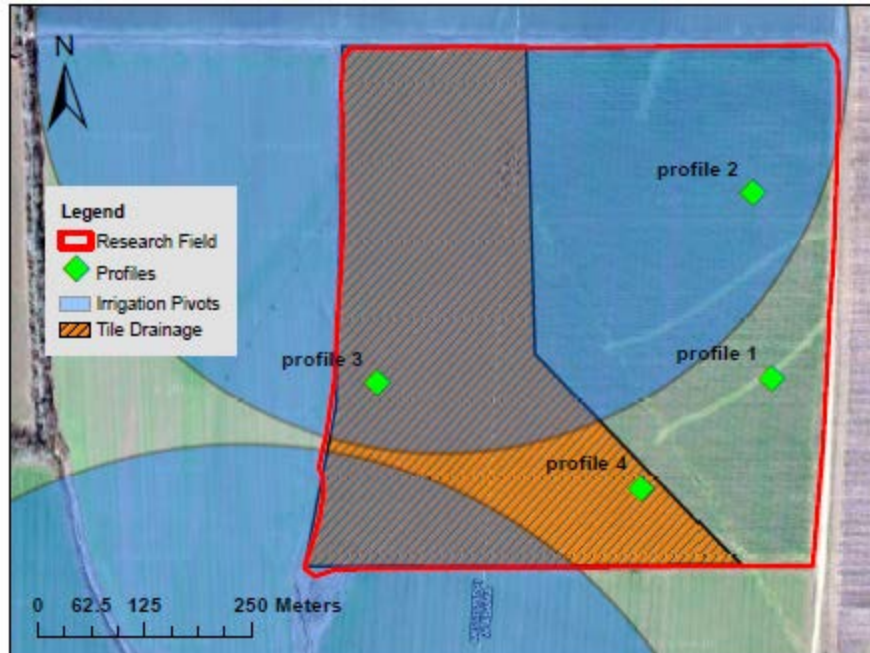 N
profile 2
Legend
Research Field
Profiles
Irrigation Pivots
Tile Drainage
profile 3
profile 1
profile 4
0 62.5 125 250 Meters